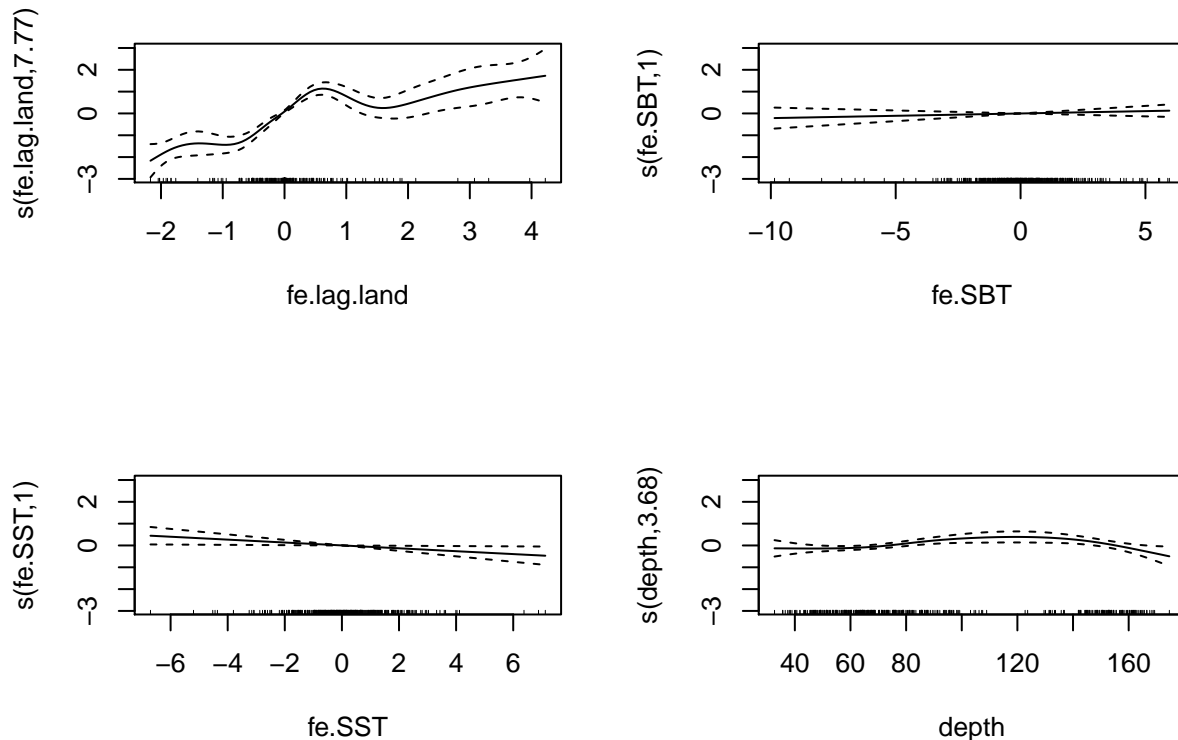 s(fe.lag.land,7.77)
2
0
−3
−2 −1 0 1 2 3 4
fe.lag.land
s(fe.SBT,1)
2
0
−3
−10 −5 0 5
fe.SBT
s(fe.SST,1)
2
0
−3
−6 −4 −2 0 2 4 6
fe.SST
s(depth,3.68)
2
0
−3
40 60 80 120 160
depth